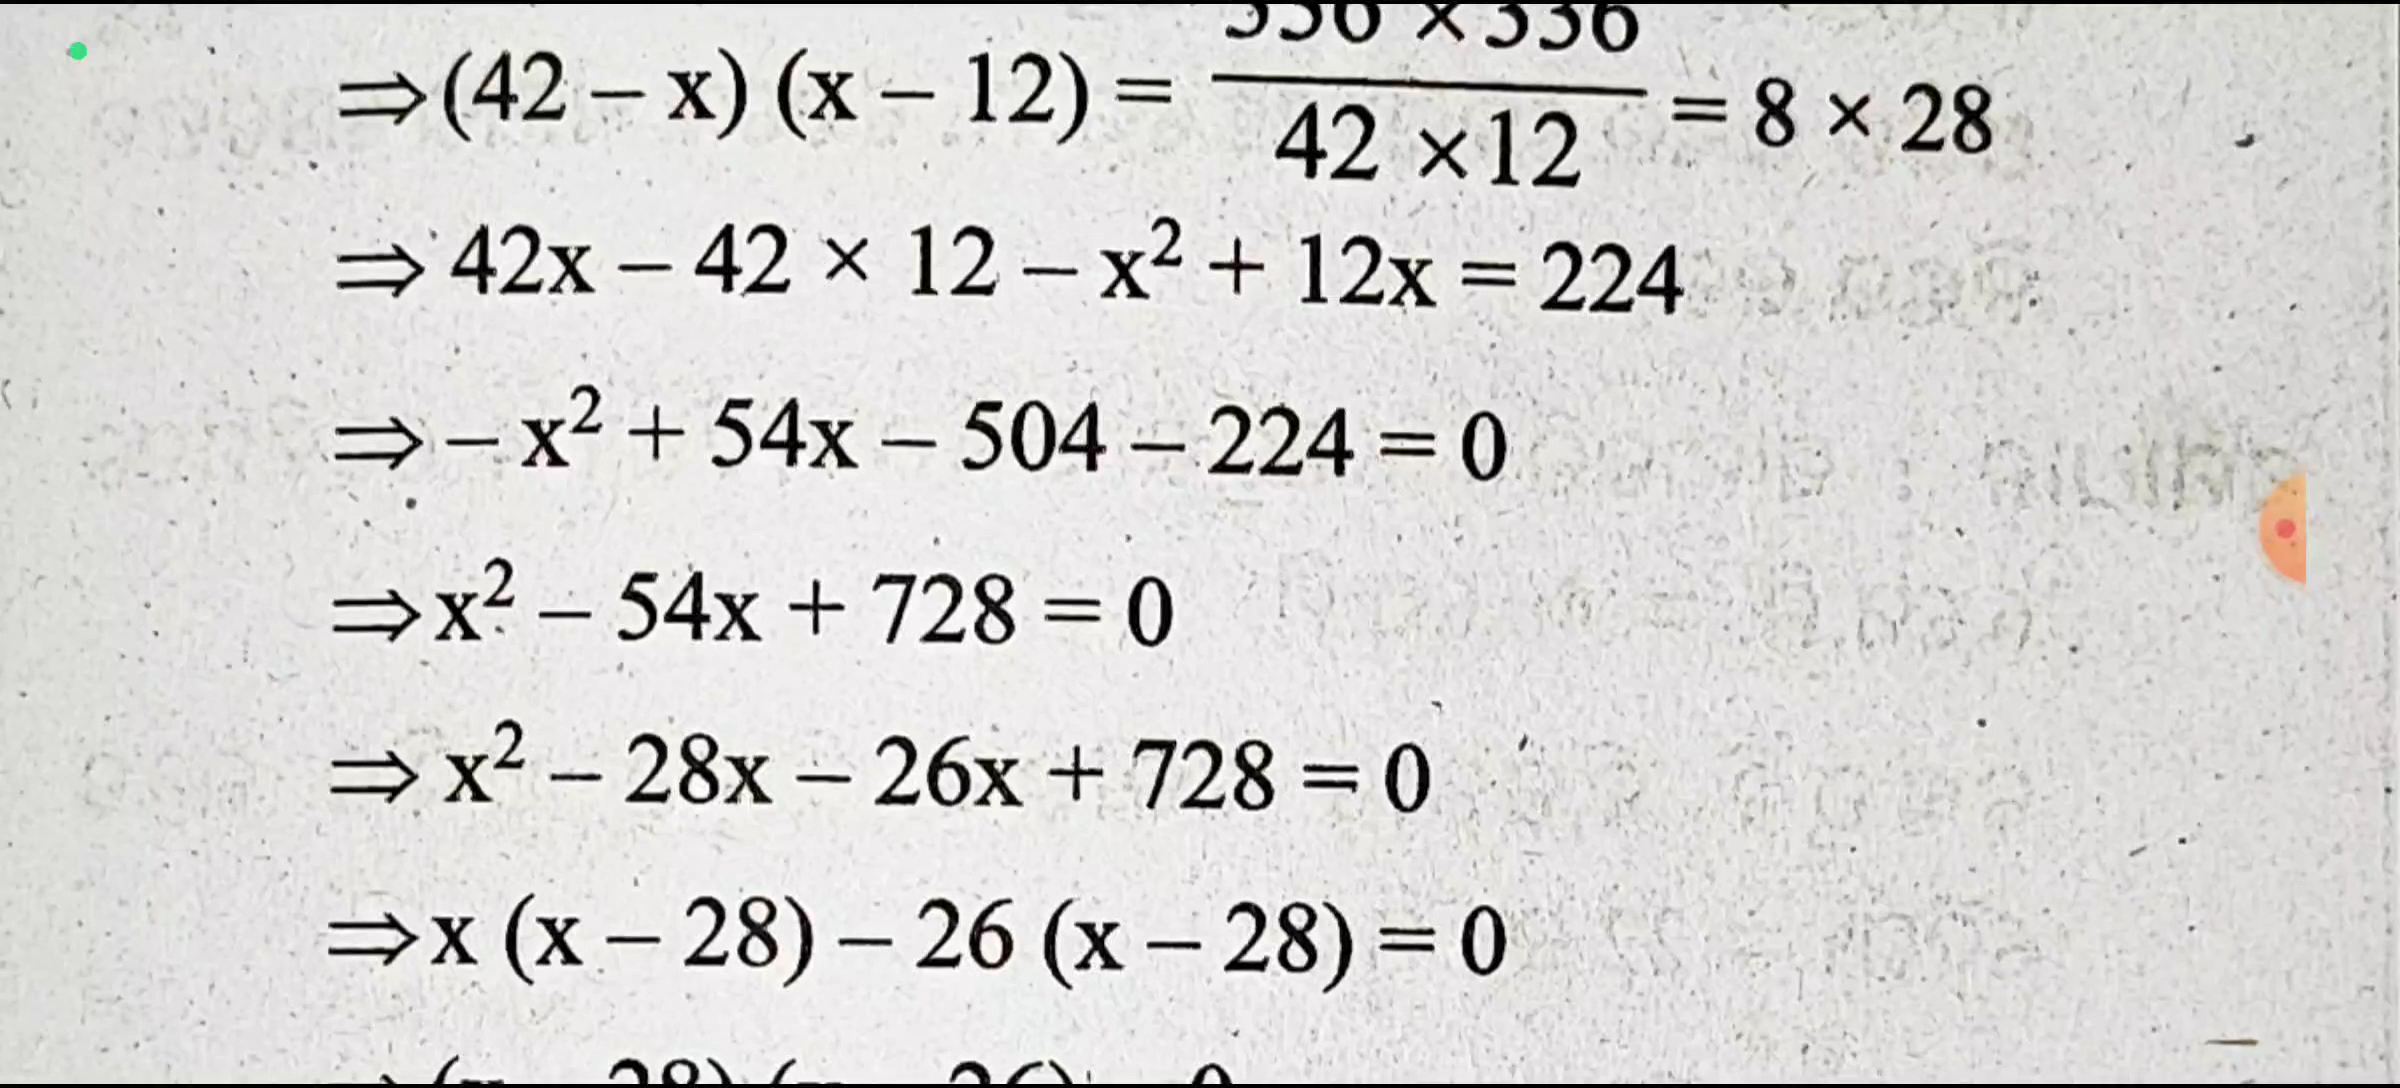 ⇒(42 – x) (x – 12) = 336 × 336 / 42 × 12 = 8 × 28
⇒ 42x – 42 × 12 – x² + 12x = 224
⇒ – x² + 54x – 504 – 224 = 0
⇒ x² – 54x + 728 = 0
⇒ x² – 28x – 26x + 728 = 0
⇒ x (x – 28) – 26 (x – 28) = 0